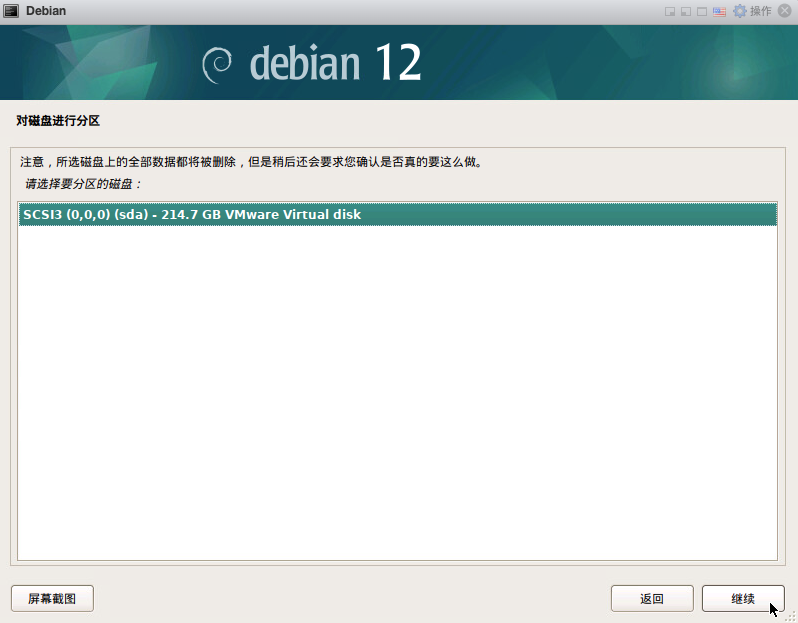 Debian
操作
debian 12
对磁盘进行分区
注意，所选磁盘上的全部数据都将被删除，但是稍后还会要求您确认是否真的要这么做。
请选择要分区的磁盘：
SCSI3 (0,0,0) (sda) - 214.7 GB VMware Virtual disk
屏幕截图
返回
继续